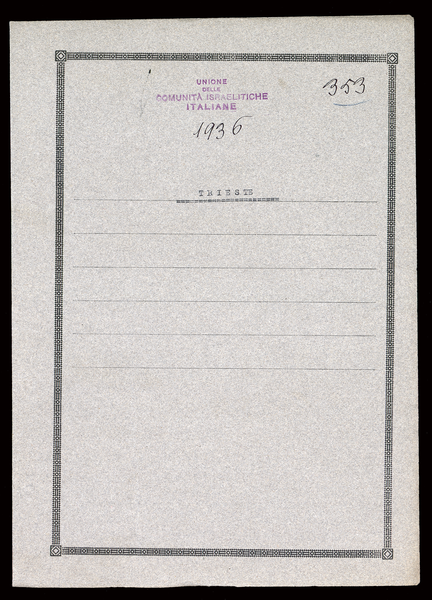 UNIONE
DELLE
COMUNITÀ ISRAELITICHE
ITALIANE
353
1936
TRIESTE